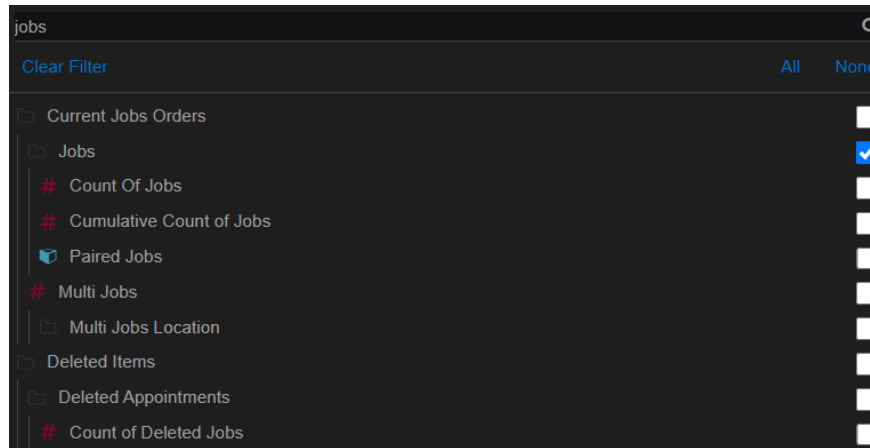 jobs
Clear Filter All None
Current Jobs Orders
Jobs
# Count Of Jobs
# Cumulative Count of Jobs
Paired Jobs
# Multi Jobs
Multi Jobs Location
Deleted Items
Deleted Appointments
# Count of Deleted Jobs